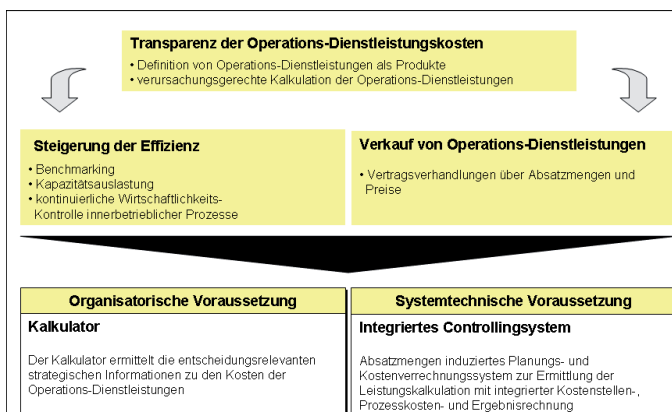 Transparenz der Operations-Dienstleistungskosten
• Definition von Operations-Dienstleistungen als Produkte
• verursachungsgerechte Kalkulation der Operations-Dienstleistungen
Steigerung der Effizienz
• Benchmarking
• Kapazitätsauslastung
• kontinuierliche Wirtschaftlichkeits-
Kontrolle innerbetrieblicher Prozesse
Verkauf von Operations-Dienstleistungen
• Vertragsverhandlungen über Absatzmengen und
Preise
Organisatorische Voraussetzung
Kalkulator
Der Kalkulator ermittelt die entscheidungsrelevanten
strategischen Informationen zu den Kosten der
Operations-Dienstleistungen
Systemtechnische Voraussetzung
Integriertes Controllingsystem
Absatzmengen induziertes Planungs- und
Kostenverrechnungssystem zur Ermittlung der
Leistungskalkulation mit integrierter Kostenstellen-,
Prozesskosten- und Ergebnisrechnung